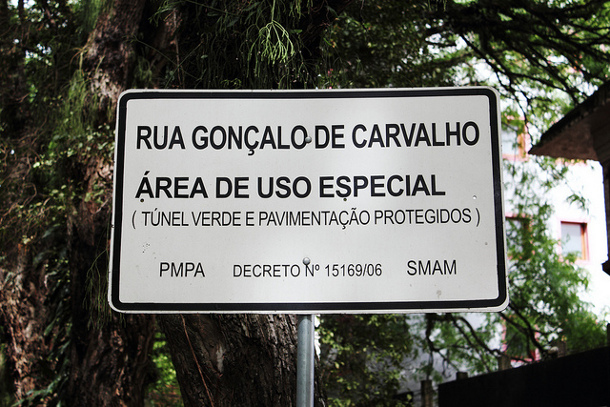 RUA GONÇALO DE CARVALHO
ÁREA DE USO ESPECIAL
( TÚNEL VERDE E PAVIMENTAÇÃO PROTEGIDOS )
PMPA DECRETO Nº 15169/06 SMAM